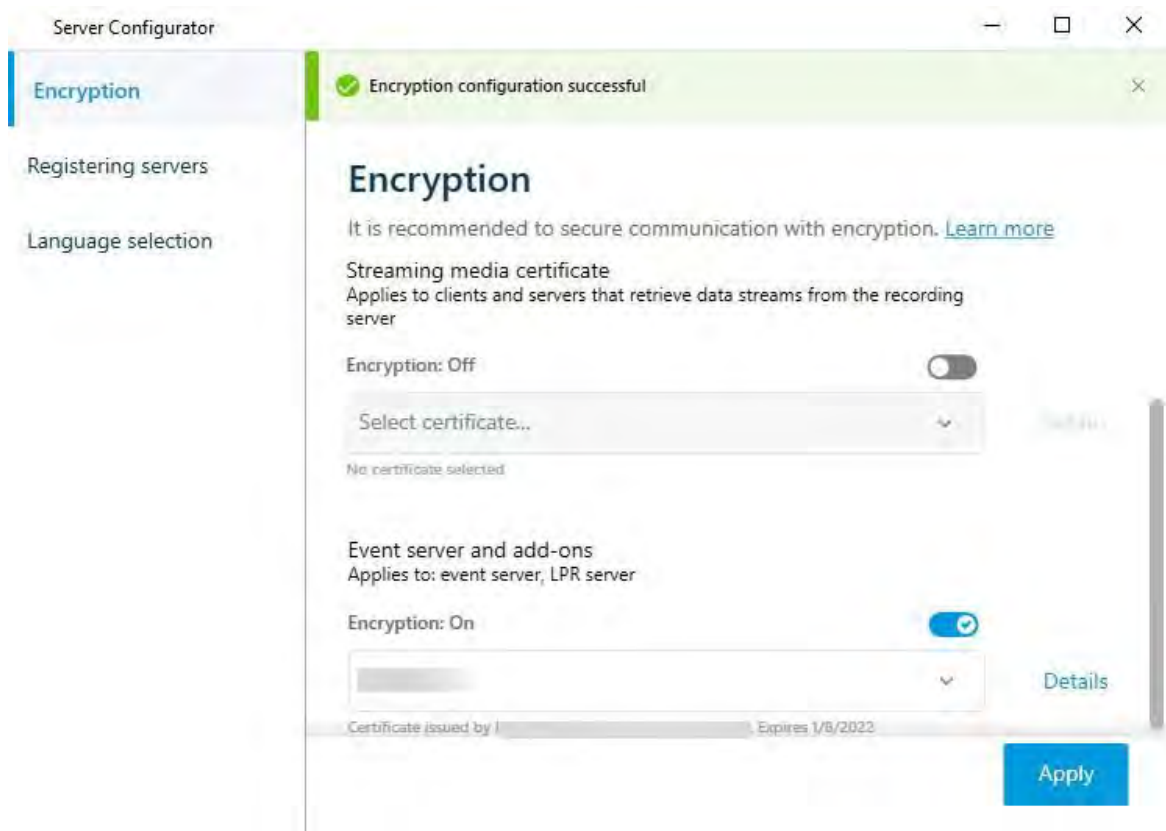 Server Configurator
Encryption
Registering servers
Language selection
Encryption configuration successful
Encryption
It is recommended to secure communication with encryption. Learn more
Streaming media certificate
Applies to clients and servers that retrieve data streams from the recording
server
Encryption: Off
Select certificate...
No certificate selected
Event server and add-ons
Applies to: event server, LPR server
Encryption: On
Details
Certificate issued by
Expires 1/8/2022
Apply